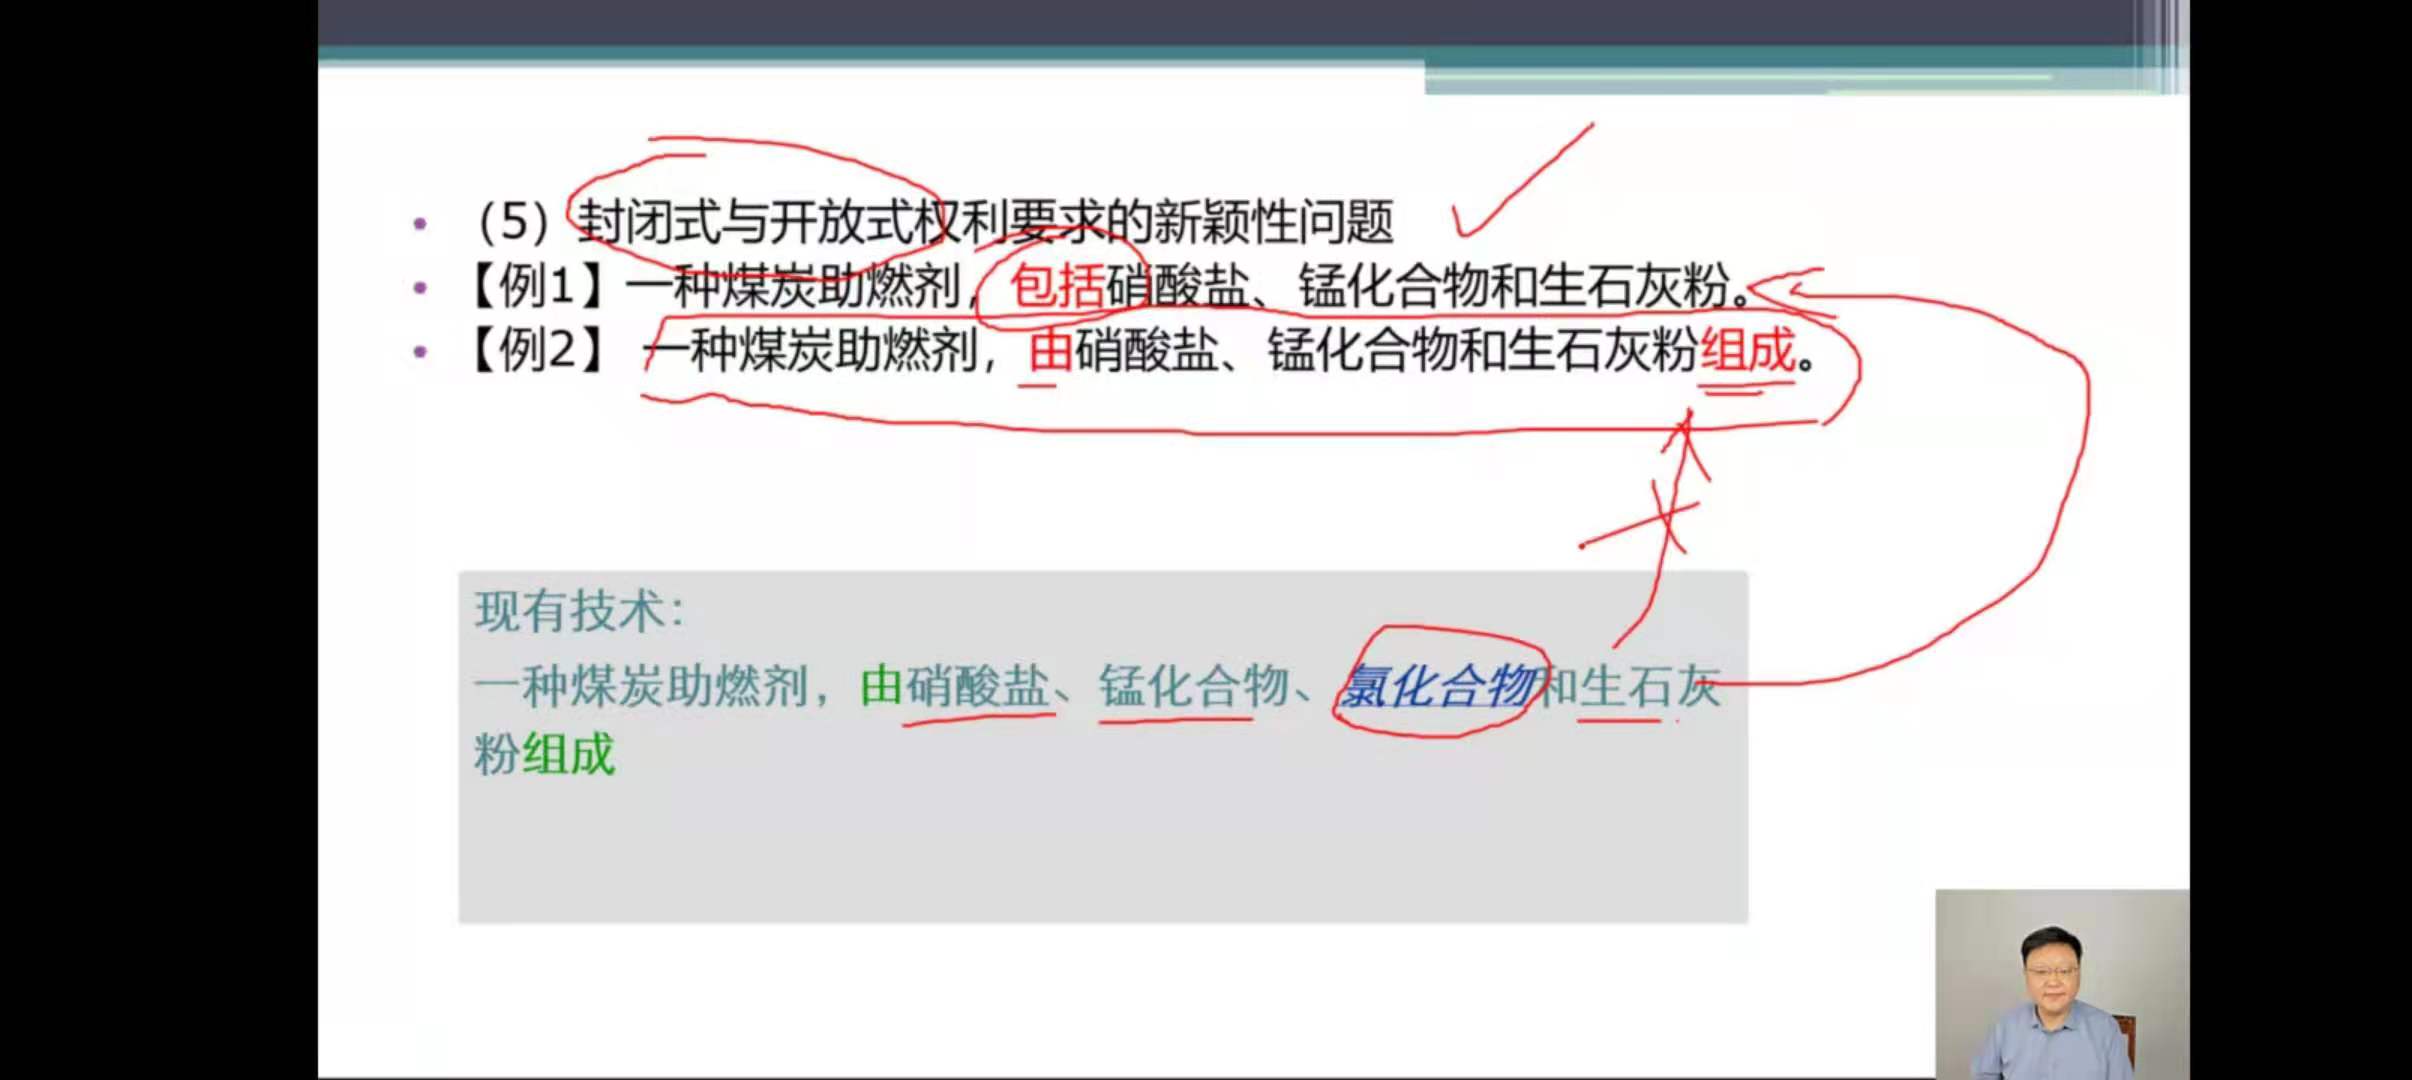 （5）封闭式与开放式权利要求的新颖性问题
【例1】一种煤炭助燃剂，包括硝酸盐、锰化合物和生石灰粉。
【例2】 一种煤炭助燃剂，由硝酸盐、锰化合物和生石灰粉组成。
现有技术：
一种煤炭助燃剂，由硝酸盐、锰化合物、氯化合物和生石灰
粉组成